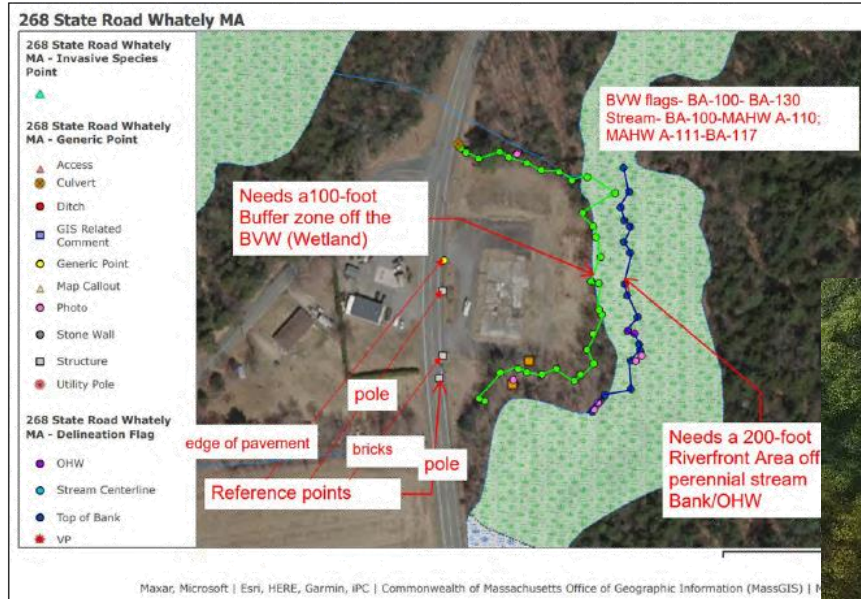 268 State Road Whately MA
268 State Road Whately
MA - Invasive Species
Point
268 State Road Whately
MA - Generic Point
Access
Culvert
Ditch
GIS Related
Comment
Generic Point
Map Callout
Photo
Stone Wall
Structure
Utility Pole
268 State Road Whately
MA - Delineation Flag
OHW
Stream Centerline
Top of Bank
VP
BVW flags- BA-100- BA-130
Stream- BA-100-MAHW A-110;
MAHW A-111-BA-117
Needs a100-foot
Buffer zone off the
BVW (Wetland)
pole
edge of pavement
bricks
pole
Reference points
Needs a 200-foot
Riverfront Area off
perennial stream
Bank/OHW
Maxar, Microsoft | Esri, HERE, Garmin, iPC | Commonwealth of Massachusetts Office of Geographic Information (MassGIS) |